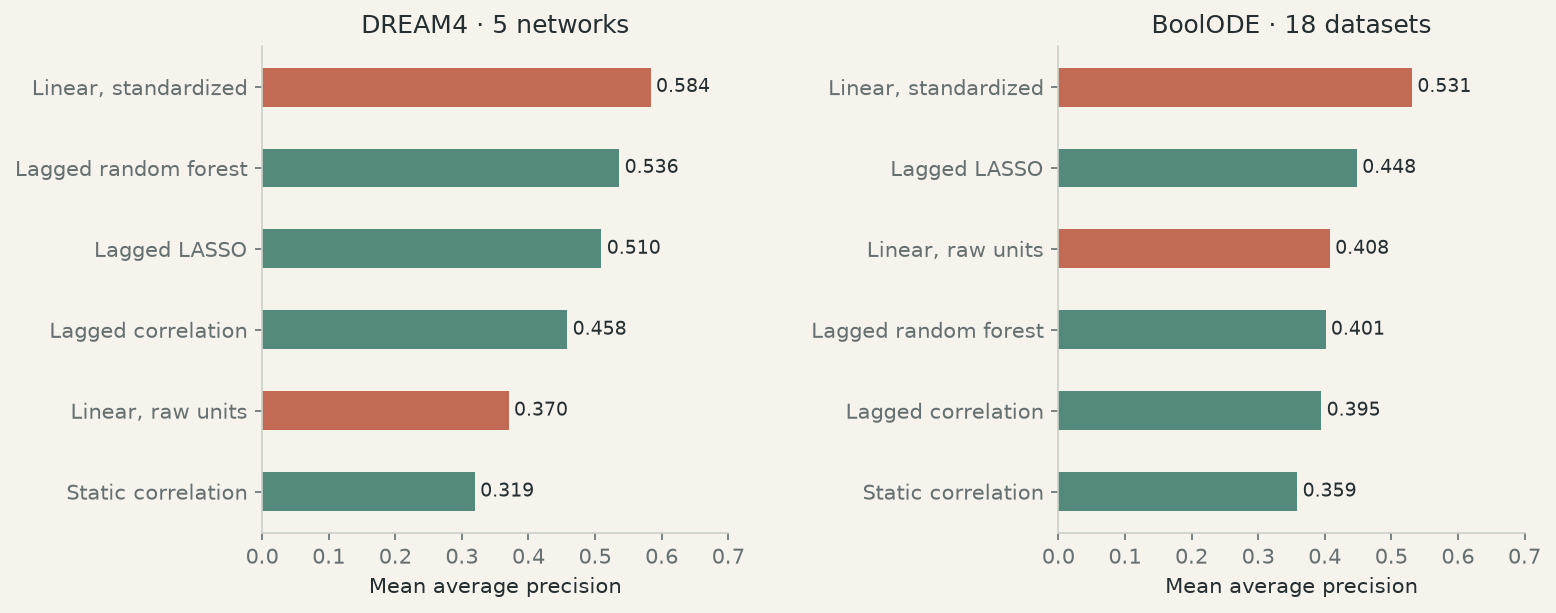 DREAM4 · 5 networks
Linear, standardized
0.584
Lagged random forest
0.536
Lagged LASSO
0.510
Lagged correlation
0.458
Linear, raw units
0.370
Static correlation
0.319
0.0 0.1 0.2 0.3 0.4 0.5 0.6 0.7
Mean average precision
BoolODE · 18 datasets
Linear, standardized
0.531
Lagged LASSO
0.448
Linear, raw units
0.408
Lagged random forest
0.401
Lagged correlation
0.395
Static correlation
0.359
0.0 0.1 0.2 0.3 0.4 0.5 0.6 0.7
Mean average precision